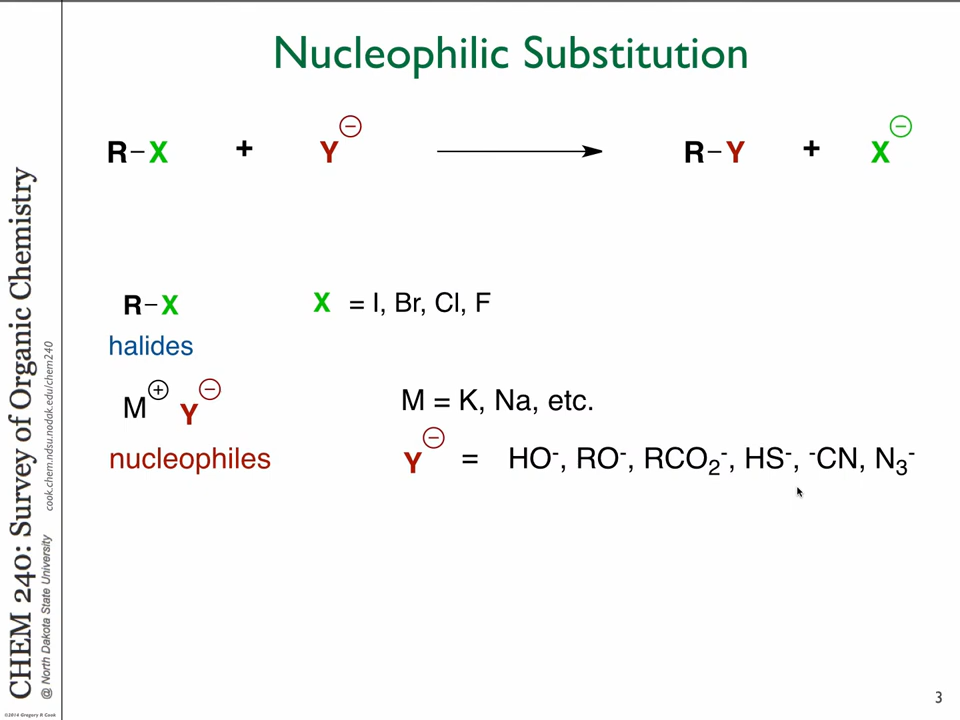 Nucleophilic Substitution
R–X + Y⊖ → R–Y + X⊖
R–X X = I, Br, Cl, F
halides
M⊕ Y⊖ M = K, Na, etc.
nucleophiles Y⊖ = HO⁻, RO⁻, RCO₂⁻, HS⁻, ⁻CN, N₃⁻
CHEM 240: Survey of Organic Chemistry
@ North Dakota State University cook.chem.ndsu.nodak.edu/chem240
©2014 Gregory R Cook
3